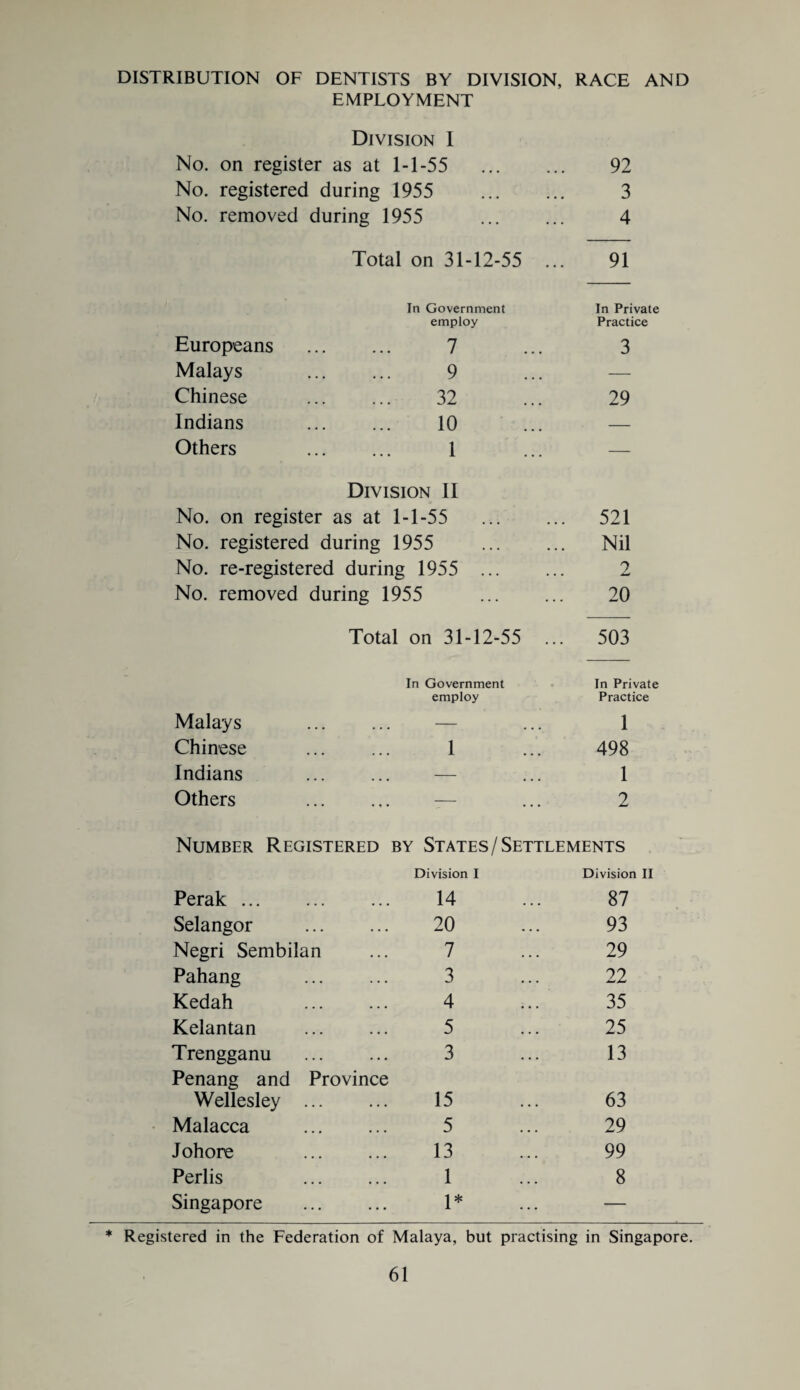 DISTRIBUTION OF DENTISTS BY DIVISION, RACE AND
EMPLOYMENT
DIVISION I
No. on register as at 1-1-55 ... ... 92
No. registered during 1955 ... ... 3
No. removed during 1955 ... ... 4
Total on 31-12-55 ... 91
In Government In Private
employ Practice
Europeans ... ... 7 ... 3
Malays ... ... 9 ... —
Chinese ... ... 32 ... 29
Indians ... ... 10 ... —
Others ... ... 1 ... —
DIVISION II
No. on register as at 1-1-55 ... ... 521
No. registered during 1955 ... ... Nil
No. re-registered during 1955 ... ... 2
No. removed during 1955 ... ... 20
Total on 31-12-55 ... 503
In Government In Private
employ Practice
Malays ... ... — ... 1
Chinese ... ... 1 ... 498
Indians ... ... — ... 1
Others ... ... — ... 2
NUMBER REGISTERED BY STATES/SETTLEMENTS
Division I Division II
Perak ... ... ... 14 ... 87
Selangor ... ... 20 ... 93
Negri Sembilan ... 7 ... 29
Pahang ... ... 3 ... 22
Kedah ... ... 4 ... 35
Kelantan ... ... 5 ... 25
Trengganu ... ... 3 ... 13
Penang and Province
Wellesley ... ... 15 ... 63
Malacca ... ... 5 ... 29
Johore ... ... 13 ... 99
Perlis ... ... 1 ... 8
Singapore ... ... 1* ... —
* Registered in the Federation of Malaya, but practising in Singapore.
61